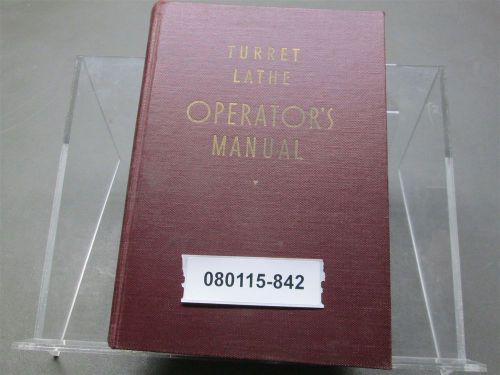 TURRET
LATHE
OPERATOR'S
MANUAL
080115-842